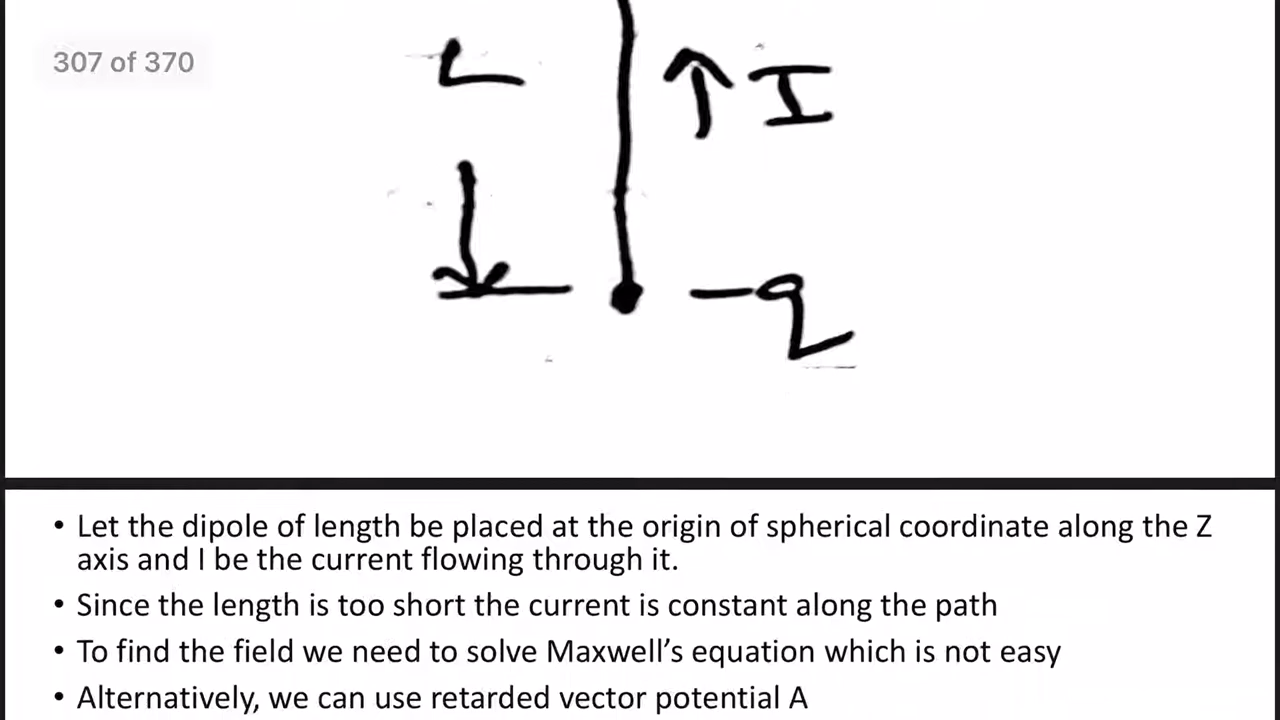 307 of 370
L
I
-q
• Let the dipole of length be placed at the origin of spherical coordinate along the Z
axis and I be the current flowing through it.
• Since the length is too short the current is constant along the path
• To find the field we need to solve Maxwell's equation which is not easy
• Alternatively, we can use retarded vector potential A